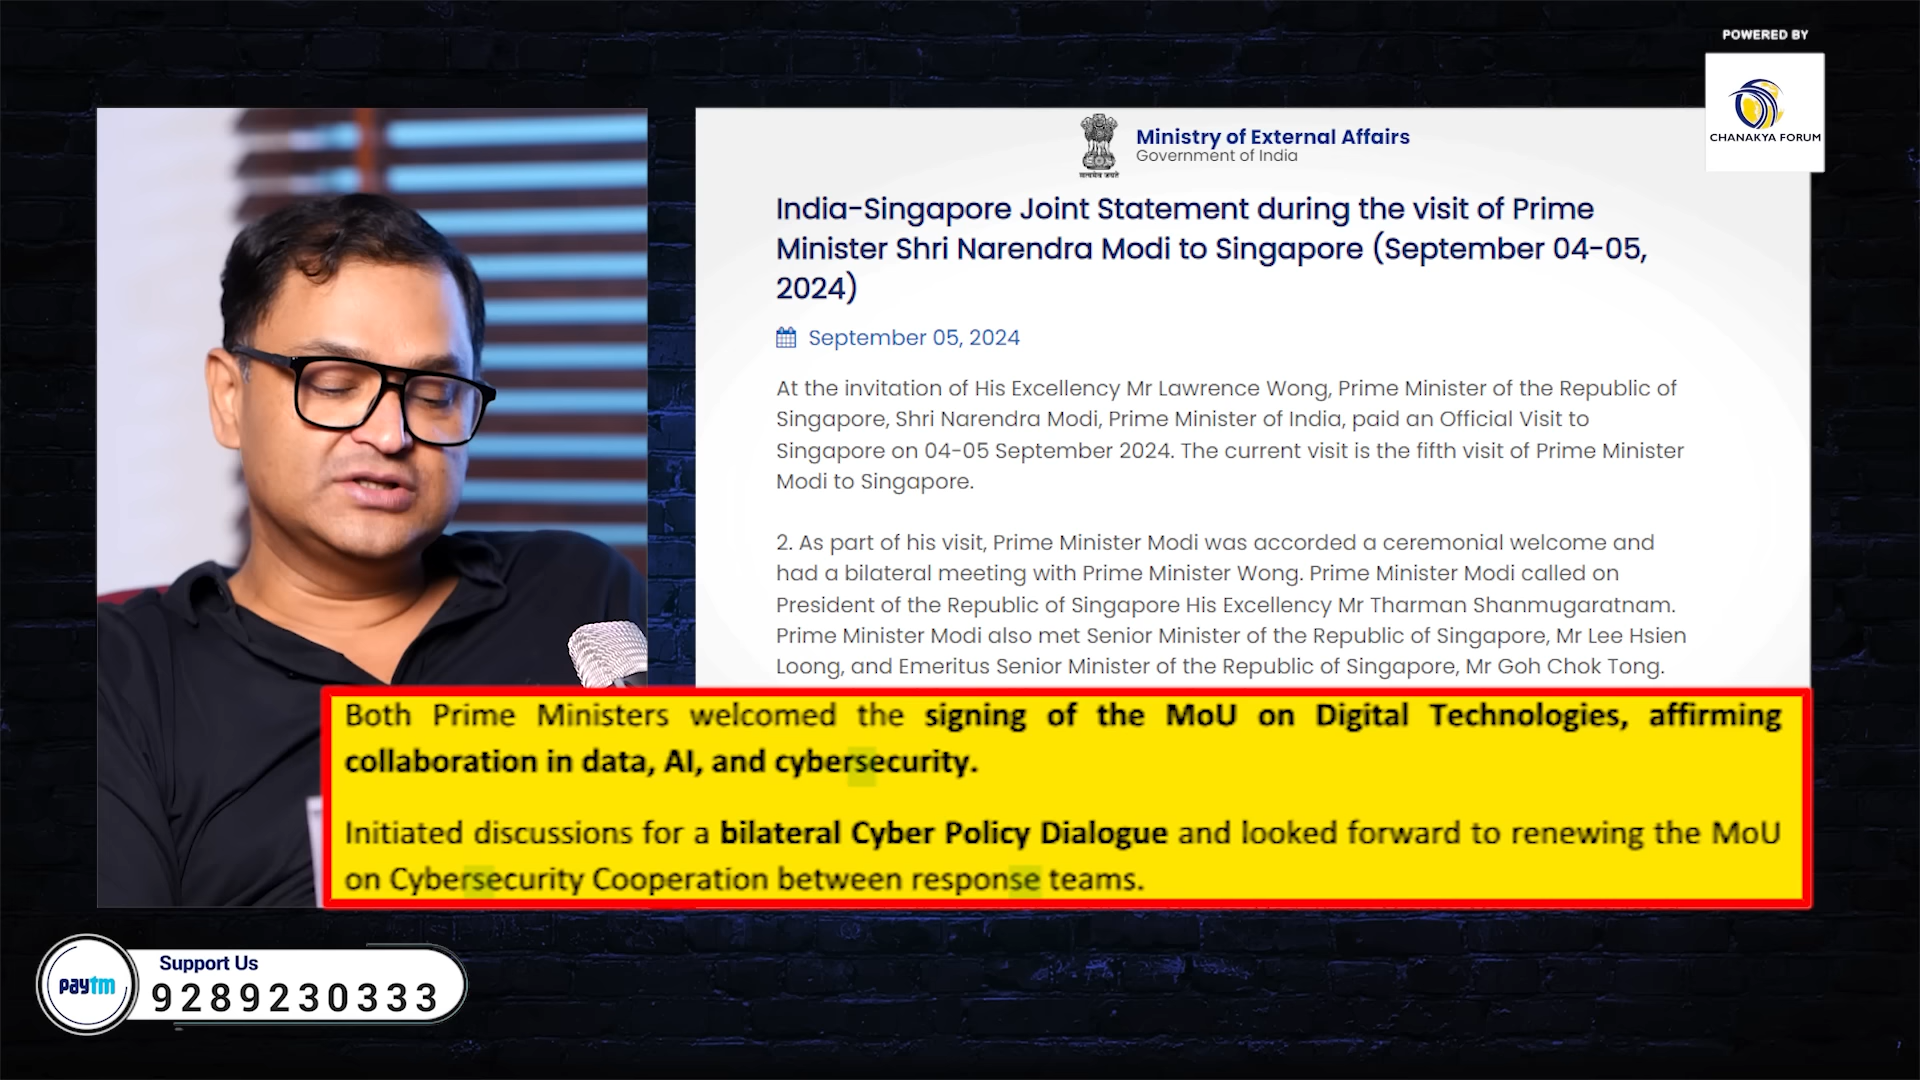 POWERED BY
CHANAKYA FORUM
सत्यमेव जयते
Ministry of External Affairs
Government of India
India-Singapore Joint Statement during the visit of Prime
Minister Shri Narendra Modi to Singapore (September 04-05,
2024)
September 05, 2024
At the invitation of His Excellency Mr Lawrence Wong, Prime Minister of the Republic of
Singapore, Shri Narendra Modi, Prime Minister of India, paid an Official Visit to
Singapore on 04-05 September 2024. The current visit is the fifth visit of Prime Minister
Modi to Singapore.
2. As part of his visit, Prime Minister Modi was accorded a ceremonial welcome and
had a bilateral meeting with Prime Minister Wong. Prime Minister Modi called on
President of the Republic of Singapore His Excellency Mr Tharman Shanmugaratnam.
Prime Minister Modi also met Senior Minister of the Republic of Singapore, Mr Lee Hsien
Loong, and Emeritus Senior Minister of the Republic of Singapore, Mr Goh Chok Tong.
Both Prime Ministers welcomed the signing of the MoU on Digital Technologies, affirming
collaboration in data, AI, and cybersecurity.
Initiated discussions for a bilateral Cyber Policy Dialogue and looked forward to renewing the MoU
on Cybersecurity Cooperation between response teams.
paytm
Support Us
9289230333